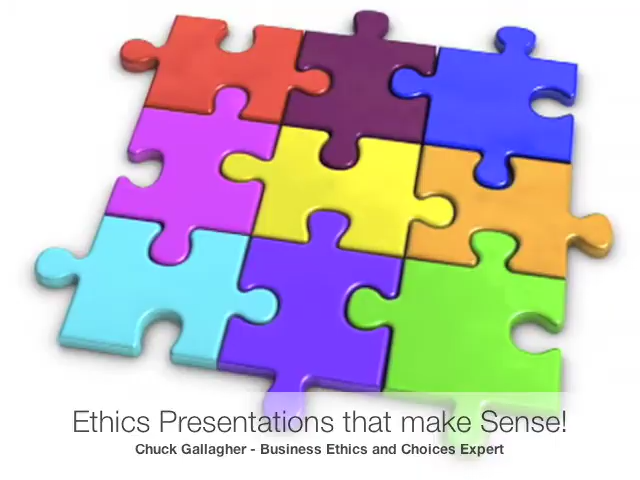 Ethics Presentations that make Sense!
Chuck Gallagher - Business Ethics and Choices Expert